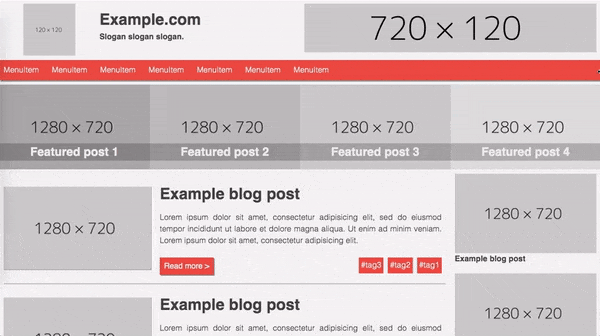 120 × 120
Example.com
Slogan slogan slogan.
720 × 120
MenuItem MenuItem MenuItem MenuItem MenuItem MenuItem MenuItem
1280 × 720 1280 × 720 1280 × 720 1280 × 720
Featured post 1 Featured post 2 Featured post 3 Featured post 4
1280 × 720
Example blog post
Lorem ipsum dolor sit amet, consectetur adipisicing elit, sed do eiusmod
tempor incididunt ut labore et dolore magna aliqua. Ut enim ad minim veniam.
Lorem ipsum dolor sit amet, consectetur adipisicing elit.
Read more >
#tag3 #tag2 #tag1
1280 × 720
Example blog post
1280 × 720
Example blog post
Lorem ipsum dolor sit amet, consectetur adipisicing elit, sed do eiusmod
1280 × 720